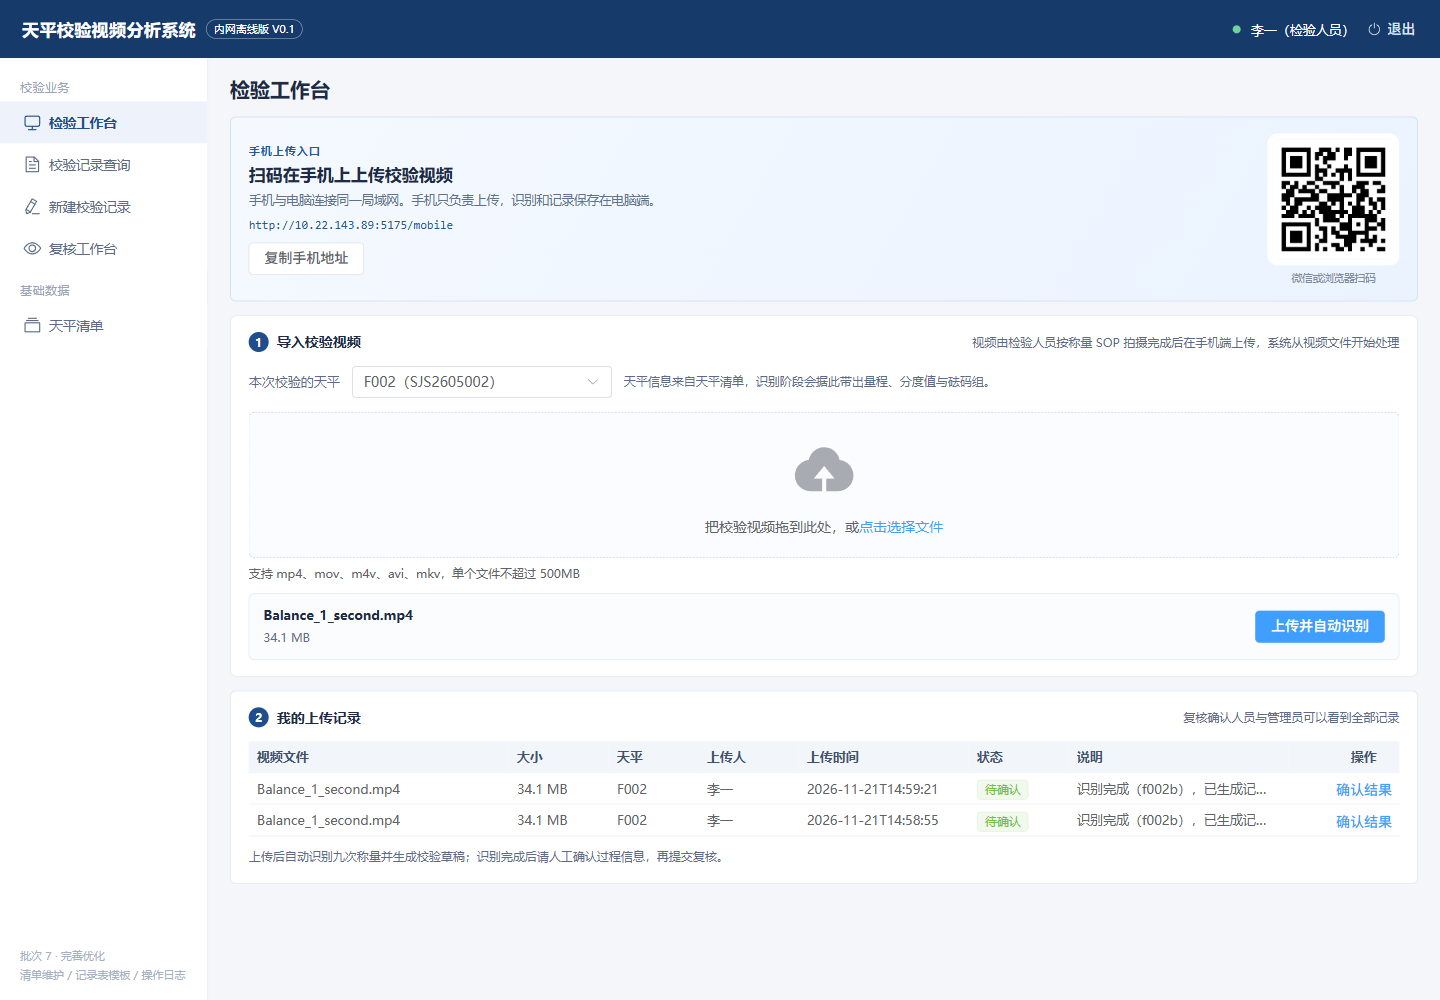 天平校验视频分析系统 内网离线版 V0.1
李一（检验人员） 退出
校验业务
检验工作台
校验记录查询
新建校验记录
复核工作台
基础数据
天平清单
批次 7 · 完善优化
清单维护 / 记录表模板 / 操作日志
检验工作台
手机上传入口
扫码在手机上上传校验视频
手机与电脑连接同一局域网。手机只负责上传，识别和记录保存在电脑端。
http://10.22.143.89:5175/mobile
复制手机地址
微信或浏览器扫码
1 导入校验视频 视频由检验人员按称量 SOP 拍摄完成后在手机端上传，系统从视频文件开始处理
本次校验的天平 F002（SJS2605002） 天平信息来自天平清单，识别阶段会据此带出量程、分度值与砝码组。
把校验视频拖到此处，或点击选择文件
支持 mp4、mov、m4v、avi、mkv，单个文件不超过 500MB
Balance_1_second.mp4
34.1 MB
上传并自动识别
2 我的上传记录 复核确认人员与管理员可以看到全部记录
视频文件 大小 天平 上传人 上传时间 状态 说明 操作
Balance_1_second.mp4 34.1 MB F002 李一 2026-11-21T14:59:21 待确认 识别完成（f002b），已生成记... 确认结果
Balance_1_second.mp4 34.1 MB F002 李一 2026-11-21T14:58:55 待确认 识别完成（f002b），已生成记... 确认结果
上传后自动识别九次称量并生成校验草稿；识别完成后请人工确认过程信息，再提交复核。